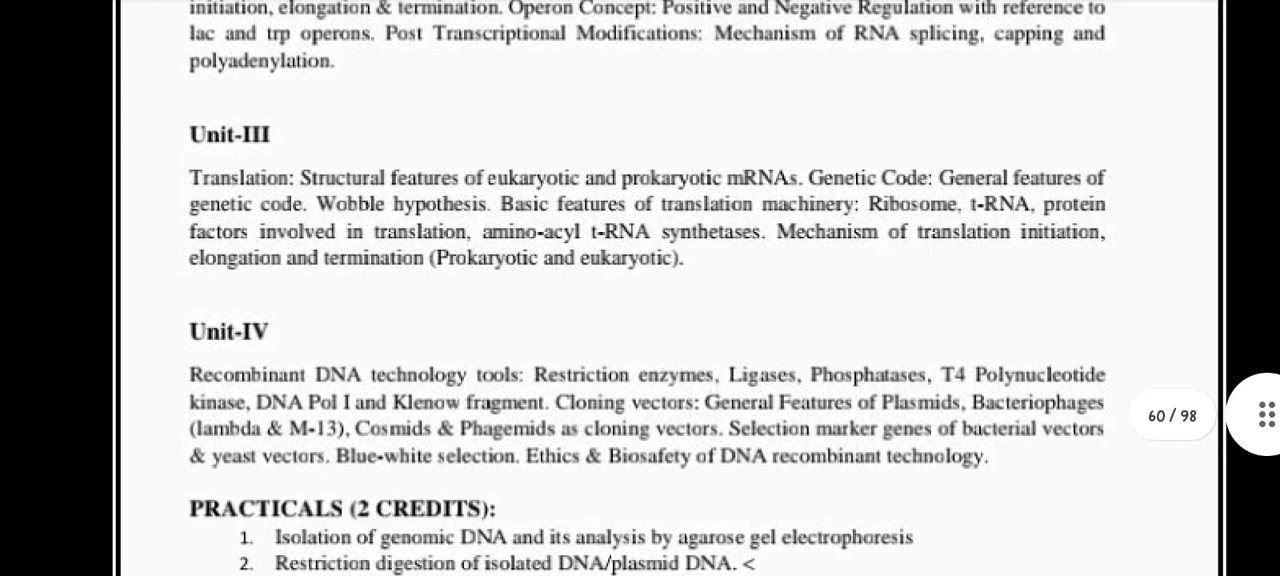 initiation, elongation & termination. Operon Concept: Positive and Negative Regulation with reference to
lac and trp operons. Post Transcriptional Modifications: Mechanism of RNA splicing, capping and
polyadenylation.
Unit-III
Translation: Structural features of eukaryotic and prokaryotic mRNAs. Genetic Code: General features of
genetic code. Wobble hypothesis. Basic features of translation machinery: Ribosome, t-RNA, protein
factors involved in translation, amino-acyl t-RNA synthetases. Mechanism of translation initiation,
elongation and termination (Prokaryotic and eukaryotic).
Unit-IV
Recombinant DNA technology tools: Restriction enzymes, Ligases, Phosphatases, T4 Polynucleotide
kinase, DNA Pol I and Klenow fragment. Cloning vectors: General Features of Plasmids, Bacteriophages
(lambda & M-13), Cosmids & Phagemids as cloning vectors. Selection marker genes of bacterial vectors
& yeast vectors. Blue-white selection. Ethics & Biosafety of DNA recombinant technology.
60 / 98
PRACTICALS (2 CREDITS):
1. Isolation of genomic DNA and its analysis by agarose gel electrophoresis
2. Restriction digestion of isolated DNA/plasmid DNA. <